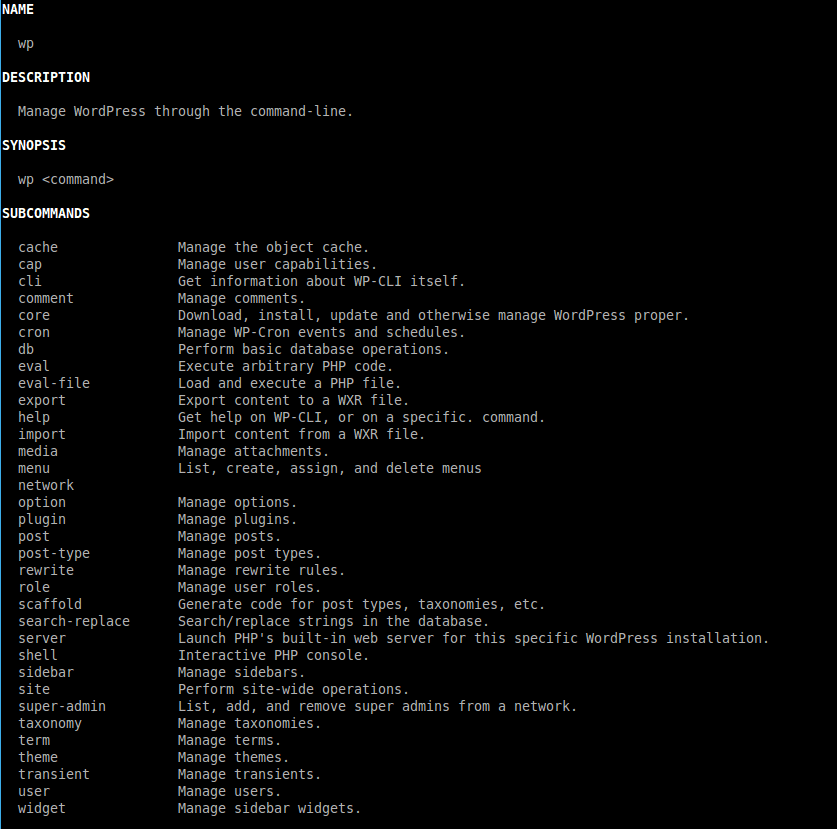 NAME
wp
DESCRIPTION
Manage WordPress through the command-line.
SYNOPSIS
wp <command>
SUBCOMMANDS
cache Manage the object cache.
cap Manage user capabilities.
cli Get information about WP-CLI itself.
comment Manage comments.
core Download, install, update and otherwise manage WordPress proper.
cron Manage WP-Cron events and schedules.
db Perform basic database operations.
eval Execute arbitrary PHP code.
eval-file Load and execute a PHP file.
export Export content to a WXR file.
help Get help on WP-CLI, or on a specific. command.
import Import content from a WXR file.
media Manage attachments.
menu List, create, assign, and delete menus
network
option Manage options.
plugin Manage plugins.
post Manage posts.
post-type Manage post types.
rewrite Manage rewrite rules.
role Manage user roles.
scaffold Generate code for post types, taxonomies, etc.
search-replace Search/replace strings in the database.
server Launch PHP's built-in web server for this specific WordPress installation.
shell Interactive PHP console.
sidebar Manage sidebars.
site Perform site-wide operations.
super-admin List, add, and remove super admins from a network.
taxonomy Manage taxonomies.
term Manage terms.
theme Manage themes.
transient Manage transients.
user Manage users.
widget Manage sidebar widgets.